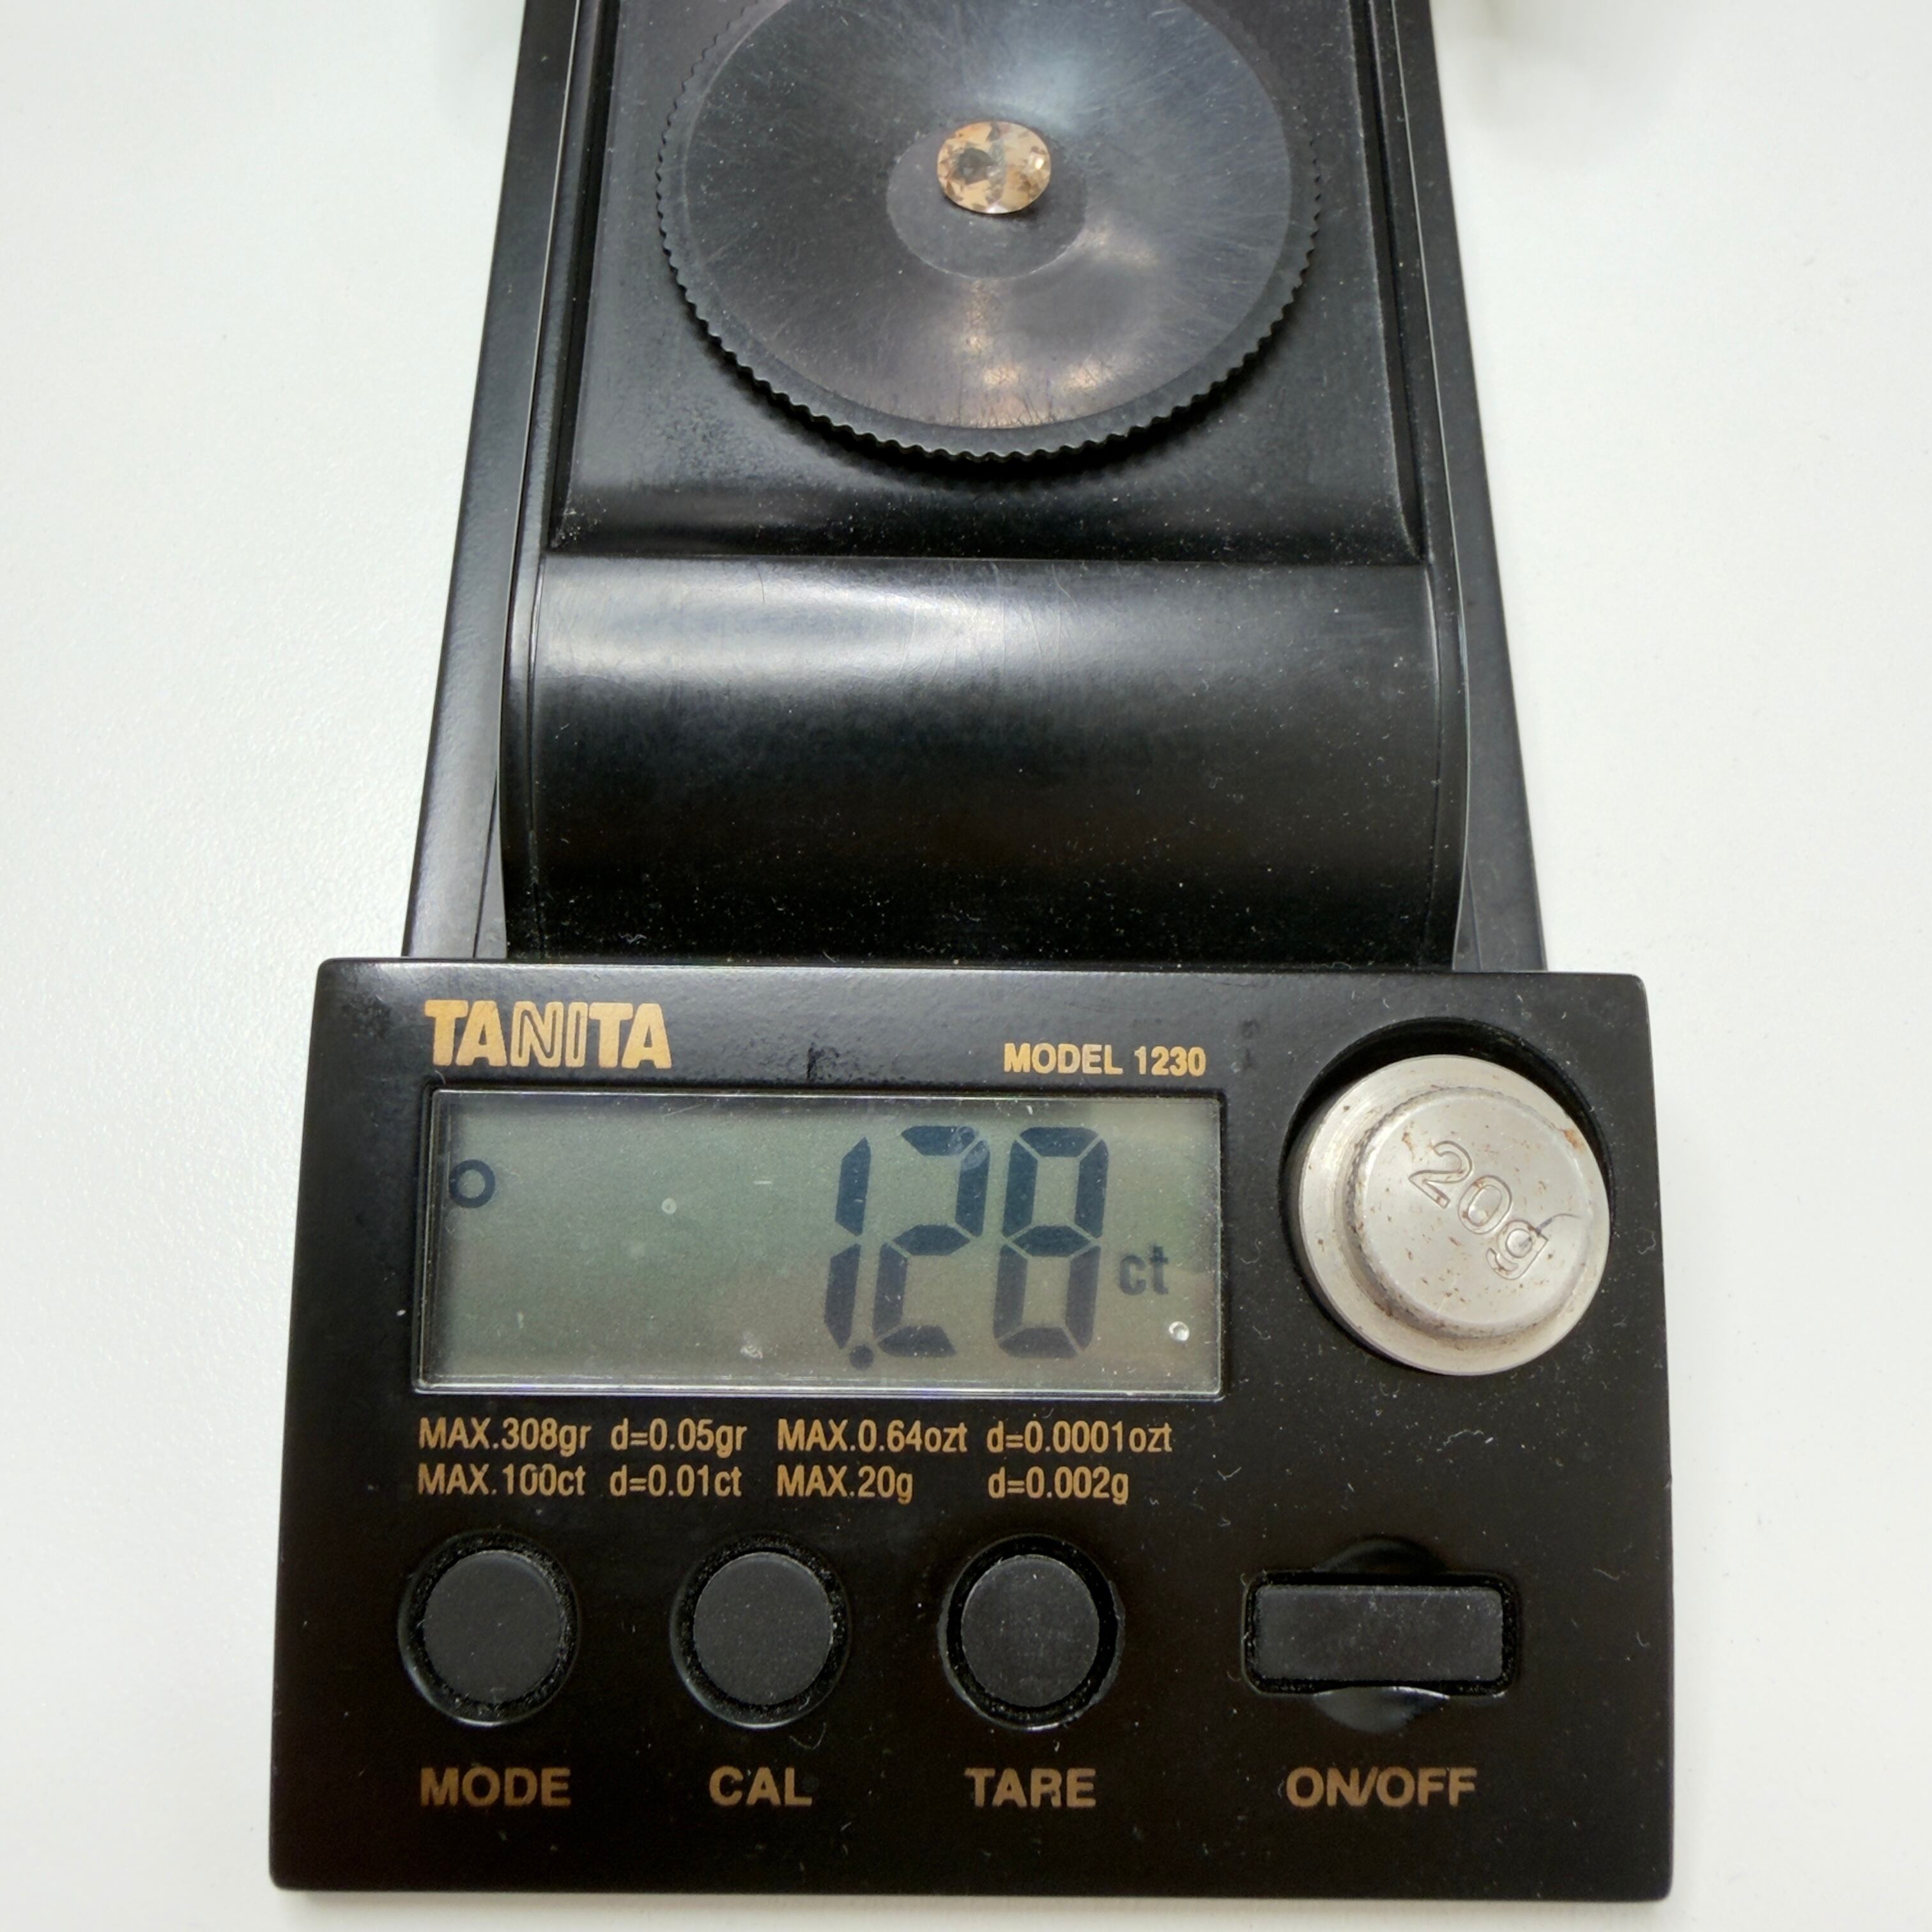 TANITA
MODEL 1230
20g
1.28 ct
MAX.308gr d=0.05gr MAX.0.64ozt d=0.0001ozt
MAX.100ct d=0.01ct MAX.20g d=0.002g
MODE CAL TARE ON/OFF